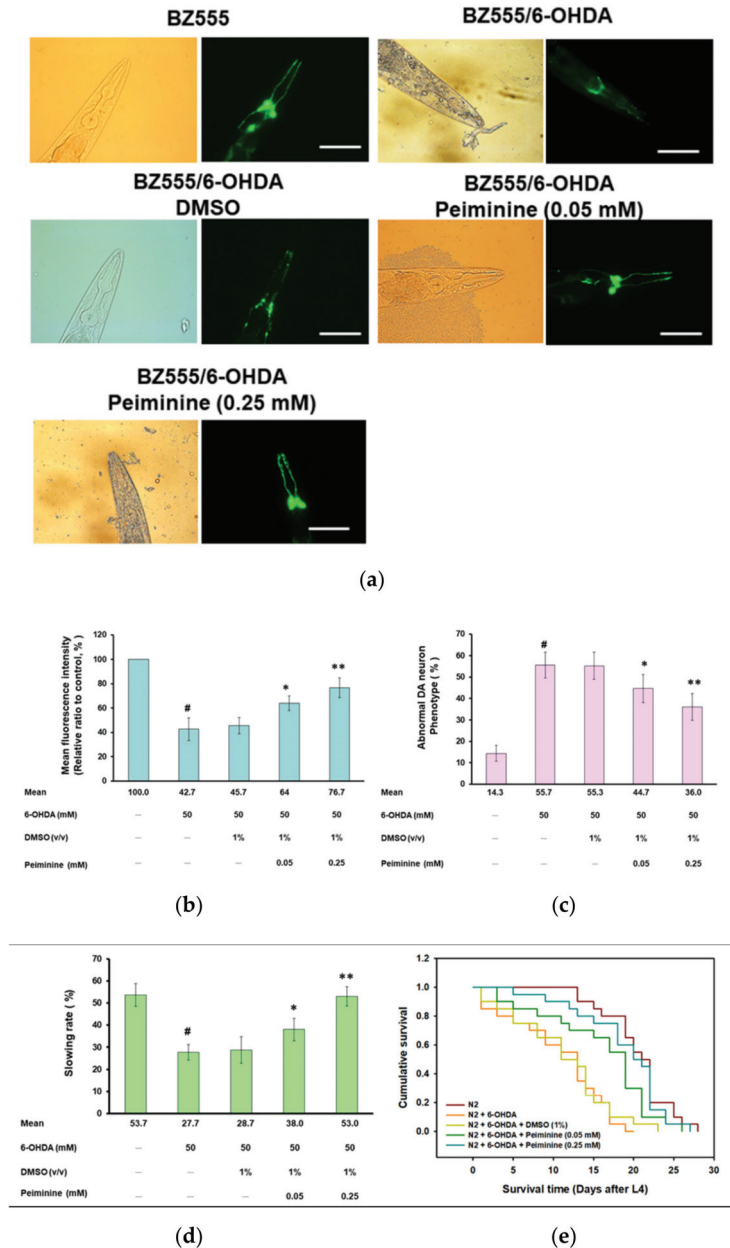 BZ555
BZ555/6-OHDA
BZ555/6-OHDA
DMSO
BZ555/6-OHDA
Peiminine (0.05 mM)
BZ555/6-OHDA
Peiminine (0.25 mM)
(a)
Mean fluorescence intensity
(Relative ratio to control, %)
120
100
80
60
40
20
0
#
*
**
Mean 100.0 42.7 45.7 64 76.7
6-OHDA (mM) — 50 50 50 50
DMSO (v/v) — — 1% 1% 1%
Peiminine (mM) — — — 0.05 0.25
(b)
Abnormal DA neuron
Phenotype ( % )
70
60
50
40
30
20
10
0
#
*
**
Mean 14.3 55.7 55.3 44.7 36.0
6-OHDA (mM) — 50 50 50 50
DMSO (v/v) — — 1% 1% 1%
Peiminine (mM) — — — 0.05 0.25
(c)
Slowing rate ( %)
70
60
50
40
30
20
10
0
#
*
**
Mean 53.7 27.7 28.7 38.0 53.0
6-OHDA (mM) — 50 50 50 50
DMSO (v/v) — — 1% 1% 1%
Peiminine (mM) — — — 0.05 0.25
(d)
Cumulative survival
1.2
1.0
0.8
0.6
0.4
0.2
0.0
N2
N2 + 6-OHDA
N2 + 6-OHDA + DMSO (1%)
N2 + 6-OHDA + Peiminine (0.05 mM)
N2 + 6-OHDA + Peiminine (0.25 mM)
0 5 10 15 20 25 30
Survival time (Days after L4)
(e)